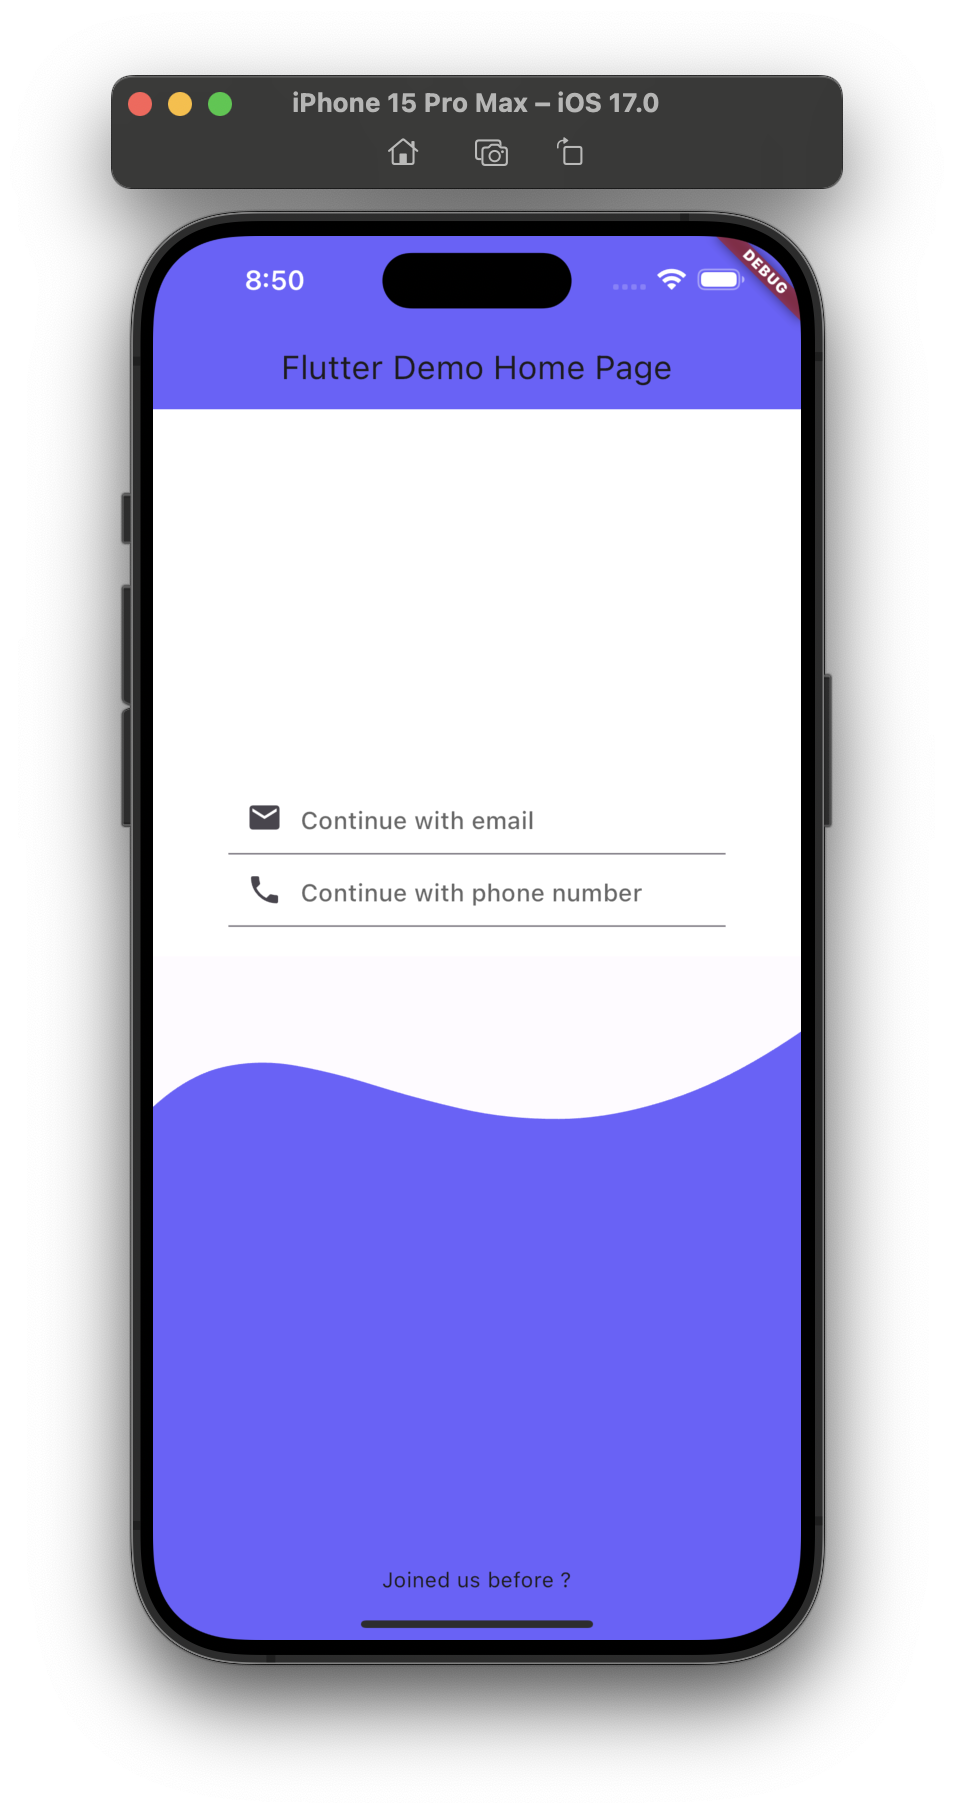 iPhone 15 Pro Max – iOS 17.0
8:50
DEBUG
Flutter Demo Home Page
Continue with email
Continue with phone number
Joined us before ?